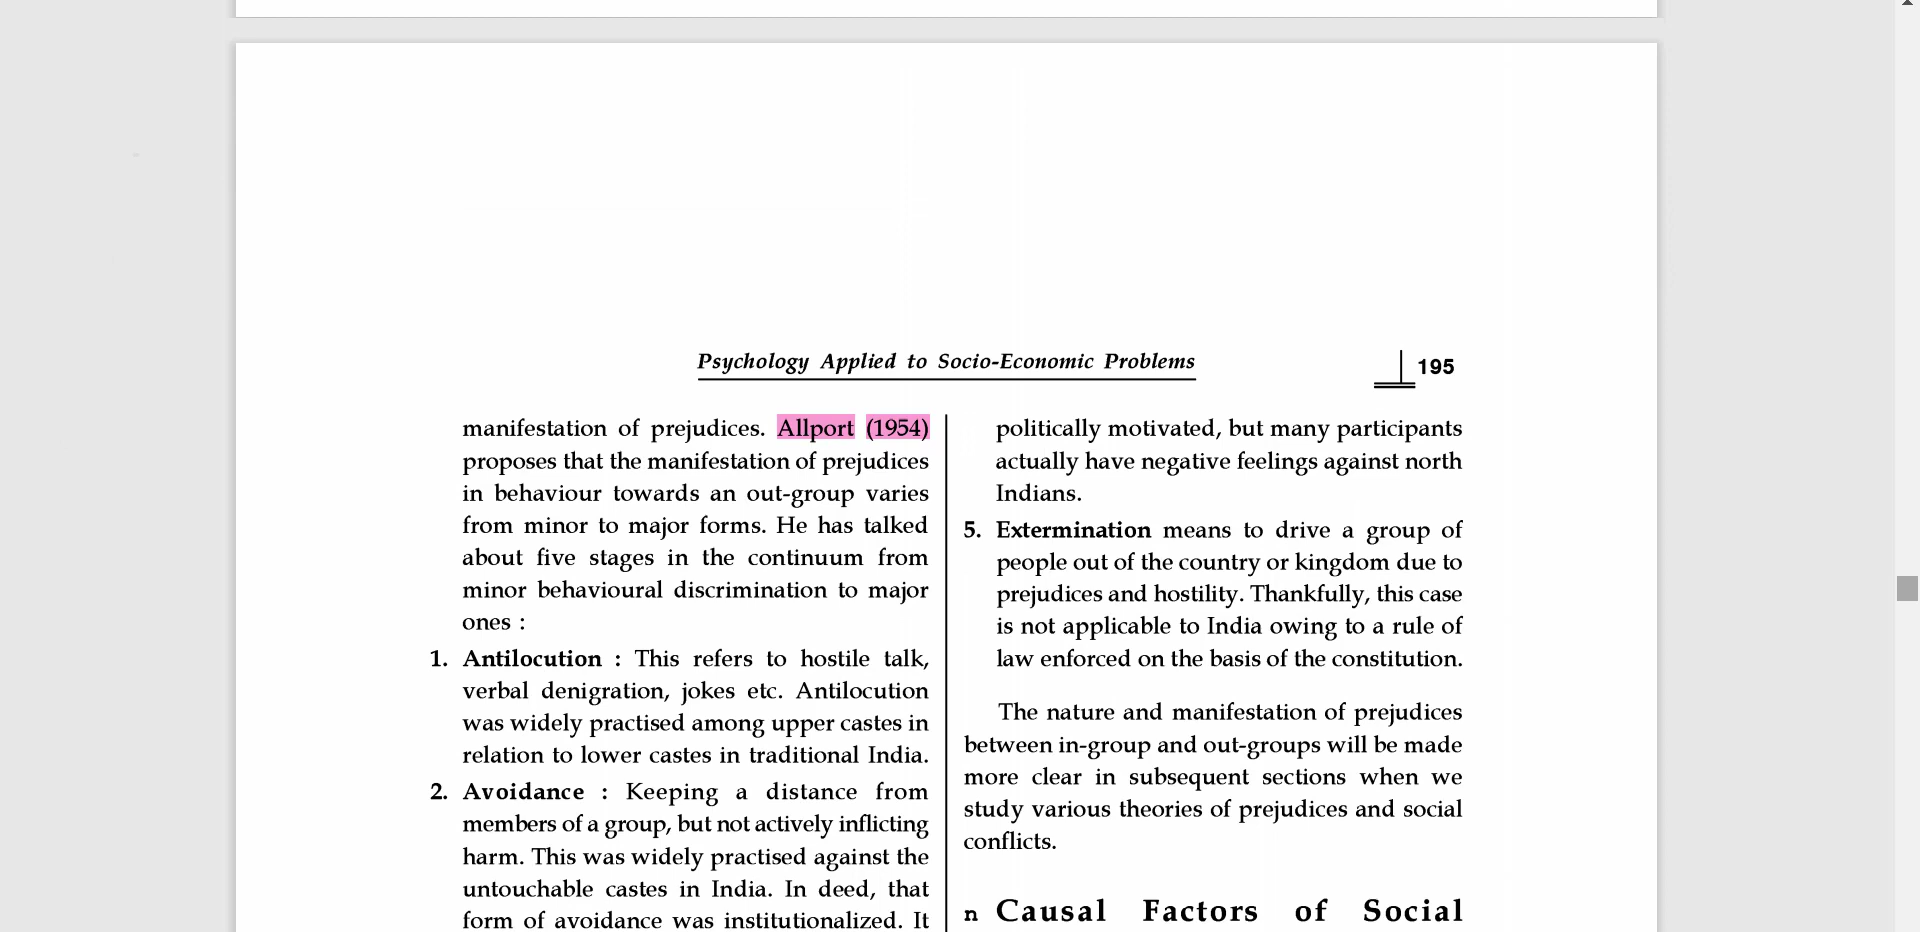 Psychology Applied to Socio-Economic Problems
195
manifestation of prejudices. Allport (1954)
proposes that the manifestation of prejudices
in behaviour towards an out-group varies
from minor to major forms. He has talked
about five stages in the continuum from
minor behavioural discrimination to major
ones :
1. Antilocution : This refers to hostile talk,
verbal denigration, jokes etc. Antilocution
was widely practised among upper castes in
relation to lower castes in traditional India.
2. Avoidance : Keeping a distance from
members of a group, but not actively inflicting
harm. This was widely practised against the
untouchable castes in India. In deed, that
form of avoidance was institutionalized. It
politically motivated, but many participants
actually have negative feelings against north
Indians.
5. Extermination means to drive a group of
people out of the country or kingdom due to
prejudices and hostility. Thankfully, this case
is not applicable to India owing to a rule of
law enforced on the basis of the constitution.
The nature and manifestation of prejudices
between in-group and out-groups will be made
more clear in subsequent sections when we
study various theories of prejudices and social
conflicts.
n Causal Factors of Social